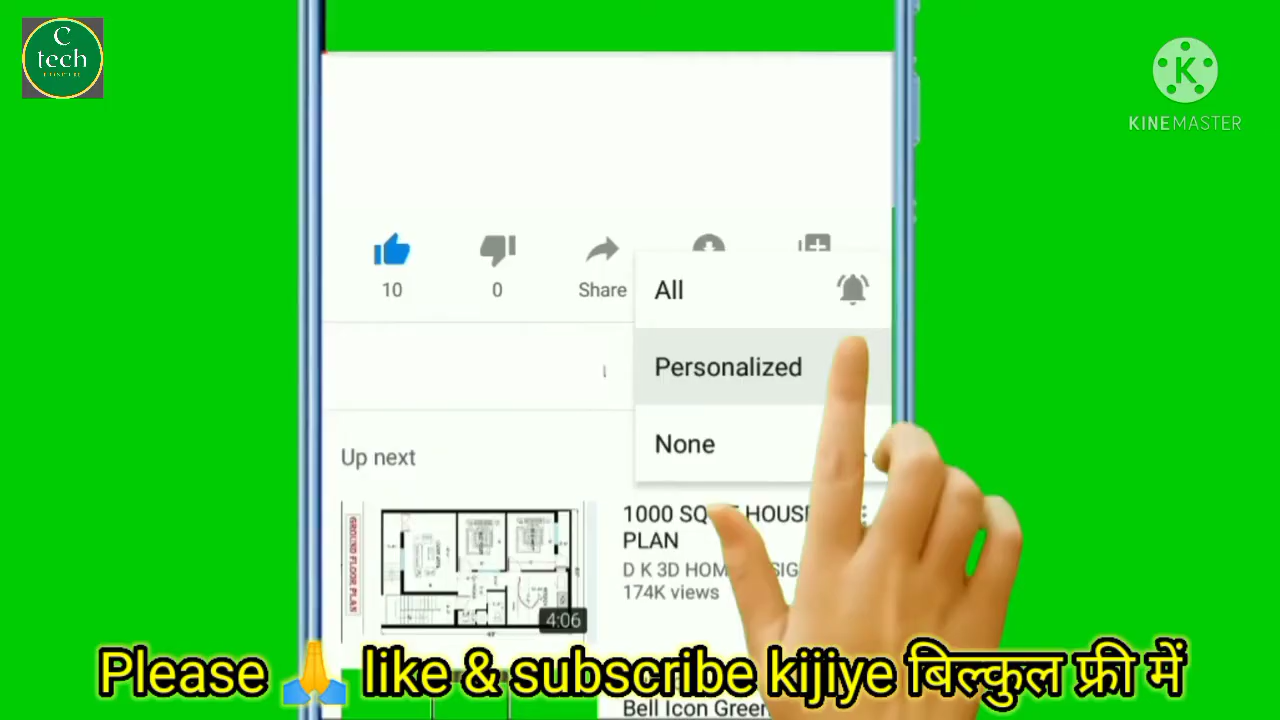 C
tech
K
KINEMASTER
10
0
Share
All
Personalized
None
Up next
GROUND FLOOR PLAN
4:06
1000 SQ HOUSE
PLAN
D K 3D HOM
174K views
Please 🙏 like & subscribe kijiye बिल्कुल फ्री में
Bell Icon Green